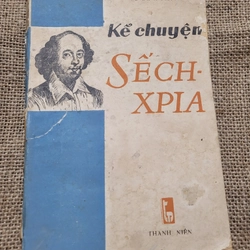 Kể chuyện
SẾCH-
XPIA
THANH NIÊN